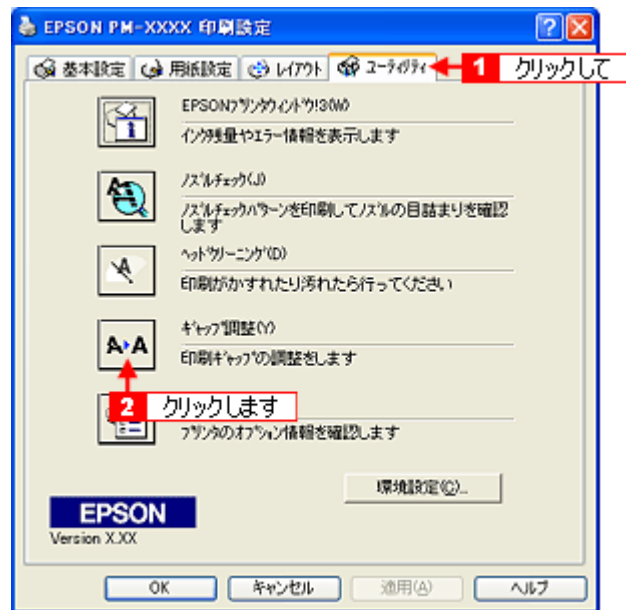 EPSON PM-XXXX 印刷設定
基本設定
用紙設定
レイアウト
ユーティリティ
1 クリックして
EPSONプリンタウィンドウ!3(W)
インク残量やエラー情報を表示します
ノズルチェック(J)
ノズルチェックパターンを印刷してノズルの目詰まりを確認
します
ヘッドクリーニング(D)
印刷がかすれたり汚れたら行ってください
ギャップ調整(Y)
A▸A
印刷ギャップの調整をします
2 クリックします
プリンタのオプション情報を確認します
環境設定(C)...
EPSON
Version X.XX
OK
キャンセル
適用(A)
ヘルプ